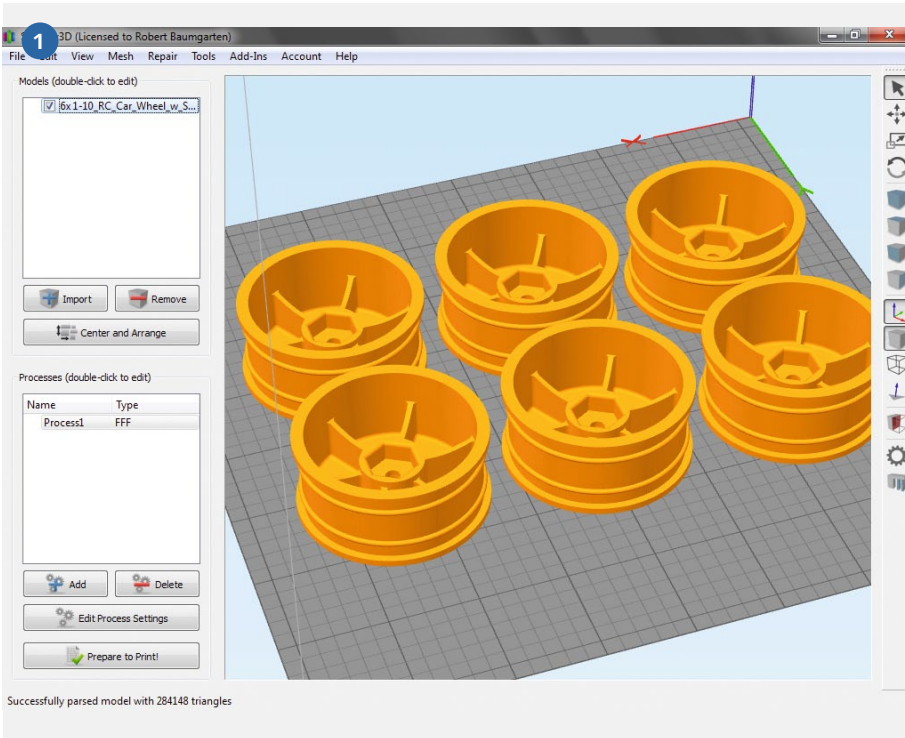 1
3D (Licensed to Robert Baumgarten)
File Edit View Mesh Repair Tools Add-Ins Account Help
Models (double-click to edit)
6x 1-10_RC_Car_Wheel_w_S...
Import Remove
Center and Arrange
Processes (double-click to edit)
Name Type
Process1 FFF
Add Delete
Edit Process Settings
Prepare to Print!
Successfully parsed model with 284148 triangles